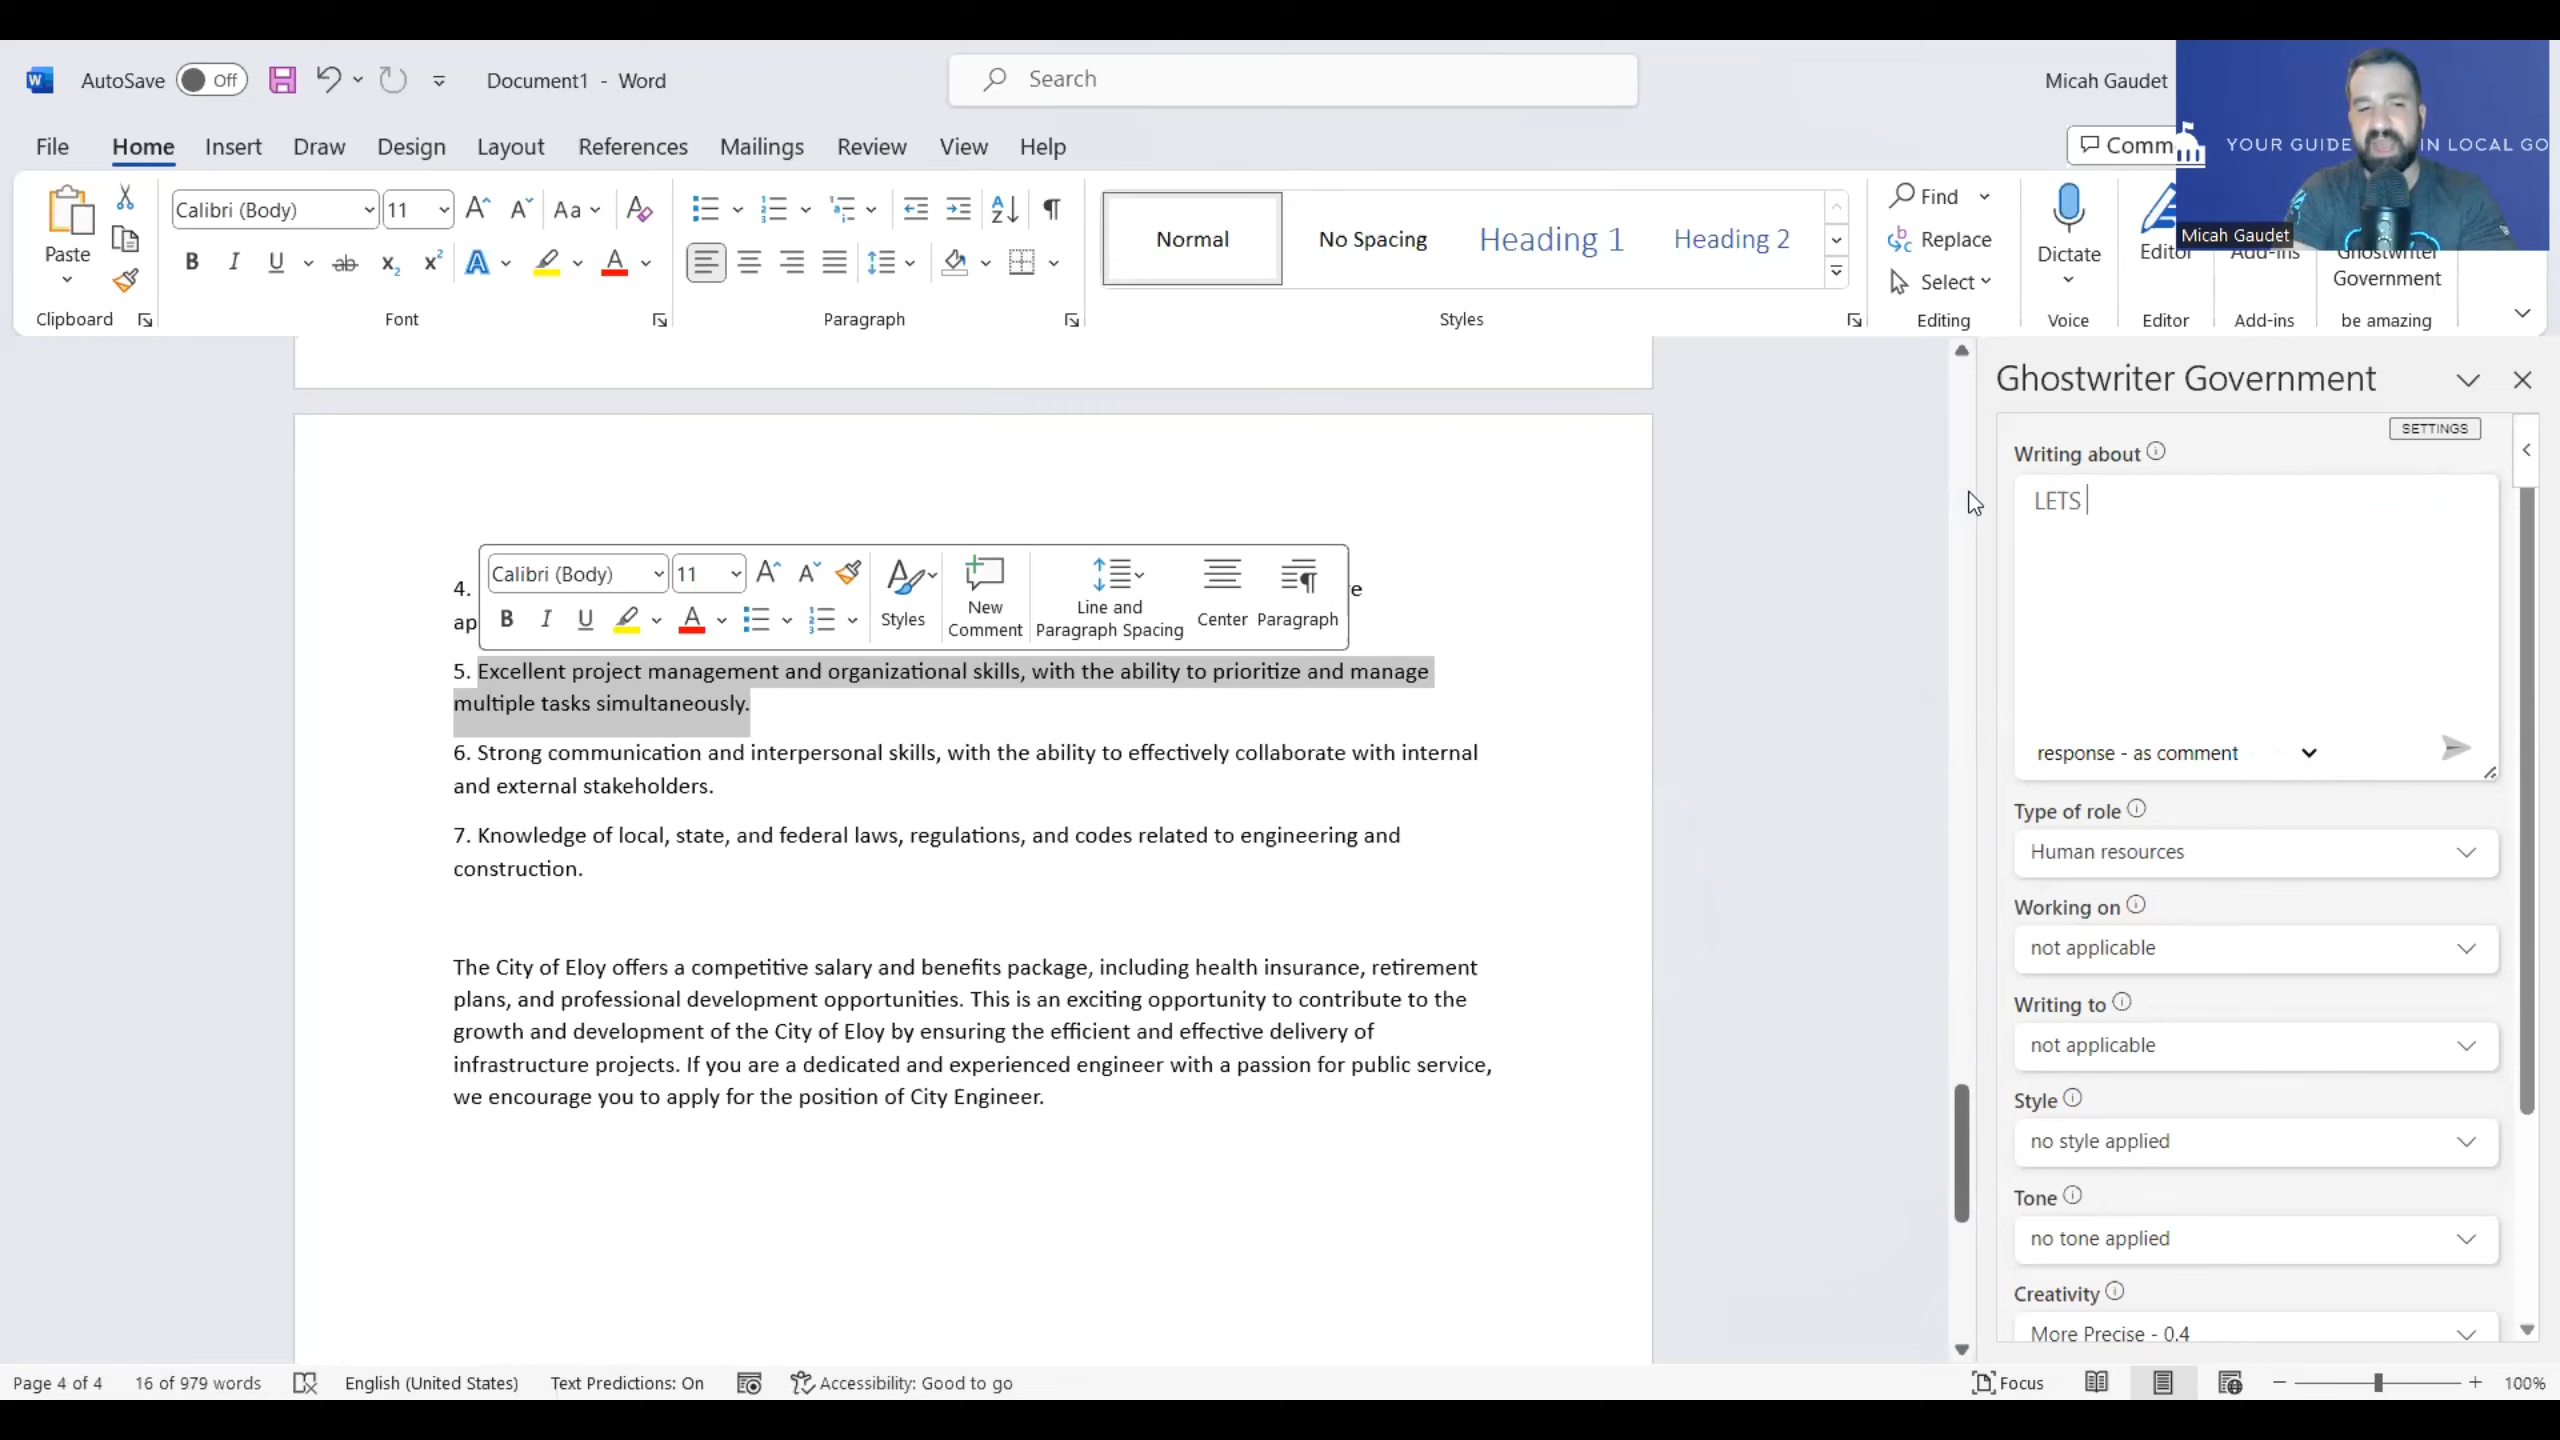 AutoSave Off Document1 - Word Search Micah Gaudet
YOUR GUIDE IN LOCAL GO
File Home Insert Draw Design Layout References Mailings Review View Help Comm
Micah Gaudet
Paste Calibri (Body) 11 Aa Normal No Spacing Heading 1 Heading 2 Find Replace Select Dictate Editor Add-ins Ghostwriter Government
B I U ab x2 x2 A A
Clipboard Font Paragraph Styles Editing Voice Editor Add-ins be amazing
Calibri (Body) 11 Styles New Comment Line and Paragraph Spacing Center Paragraph
B I U A
4. e
ap
5. Excellent project management and organizational skills, with the ability to prioritize and manage
multiple tasks simultaneously.
6. Strong communication and interpersonal skills, with the ability to effectively collaborate with internal
and external stakeholders.
7. Knowledge of local, state, and federal laws, regulations, and codes related to engineering and
construction.
The City of Eloy offers a competitive salary and benefits package, including health insurance, retirement
plans, and professional development opportunities. This is an exciting opportunity to contribute to the
growth and development of the City of Eloy by ensuring the efficient and effective delivery of
infrastructure projects. If you are a dedicated and experienced engineer with a passion for public service,
we encourage you to apply for the position of City Engineer.
Ghostwriter Government
SETTINGS
Writing about
LETS
response - as comment
Type of role
Human resources
Working on
not applicable
Writing to
not applicable
Style
no style applied
Tone
no tone applied
Creativity
More Precise - 0.4
Page 4 of 4 16 of 979 words English (United States) Text Predictions: On Accessibility: Good to go Focus 100%